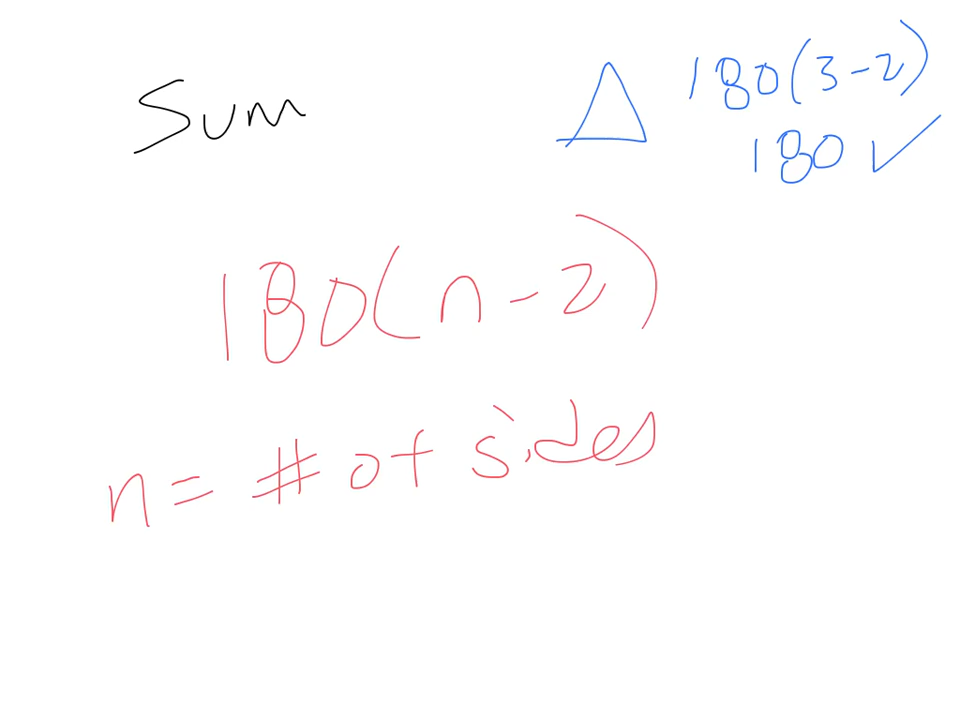 Sum
180(3-2)
180 ✓
180(n-2)
n= # of sides